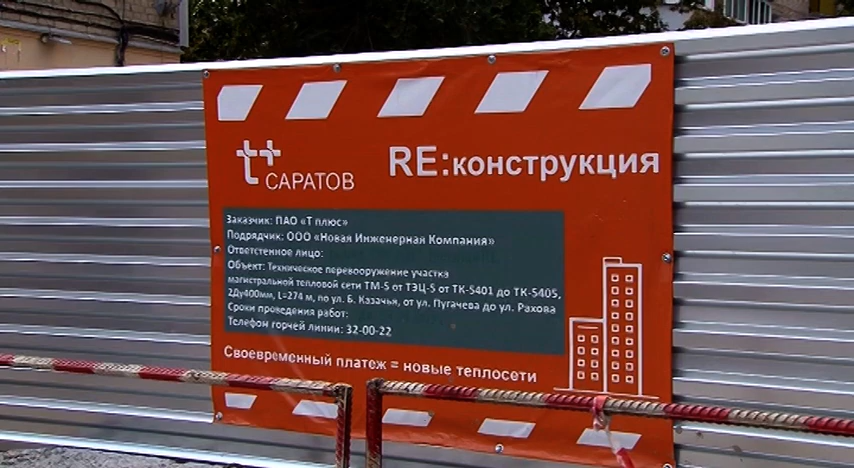 t+ САРАТОВ
RE:конструкция
Заказчик: ПАО «Т плюс»
Подрядчик: ООО «Новая Инженерная Компания»
Ответственное лицо:
Объект: Техническое перевооружение участка
магистральной тепловой сети ТМ-5 от ТЭЦ-5 от ТК-5401 до ТК-5405,
2Ду400мм, L=274 м, по ул. Б. Казачья, от ул. Пугачева до ул. Рахова
Сроки проведения работ:
Телефон горчей линии: 32-00-22
Своевременный платеж = новые теплосети